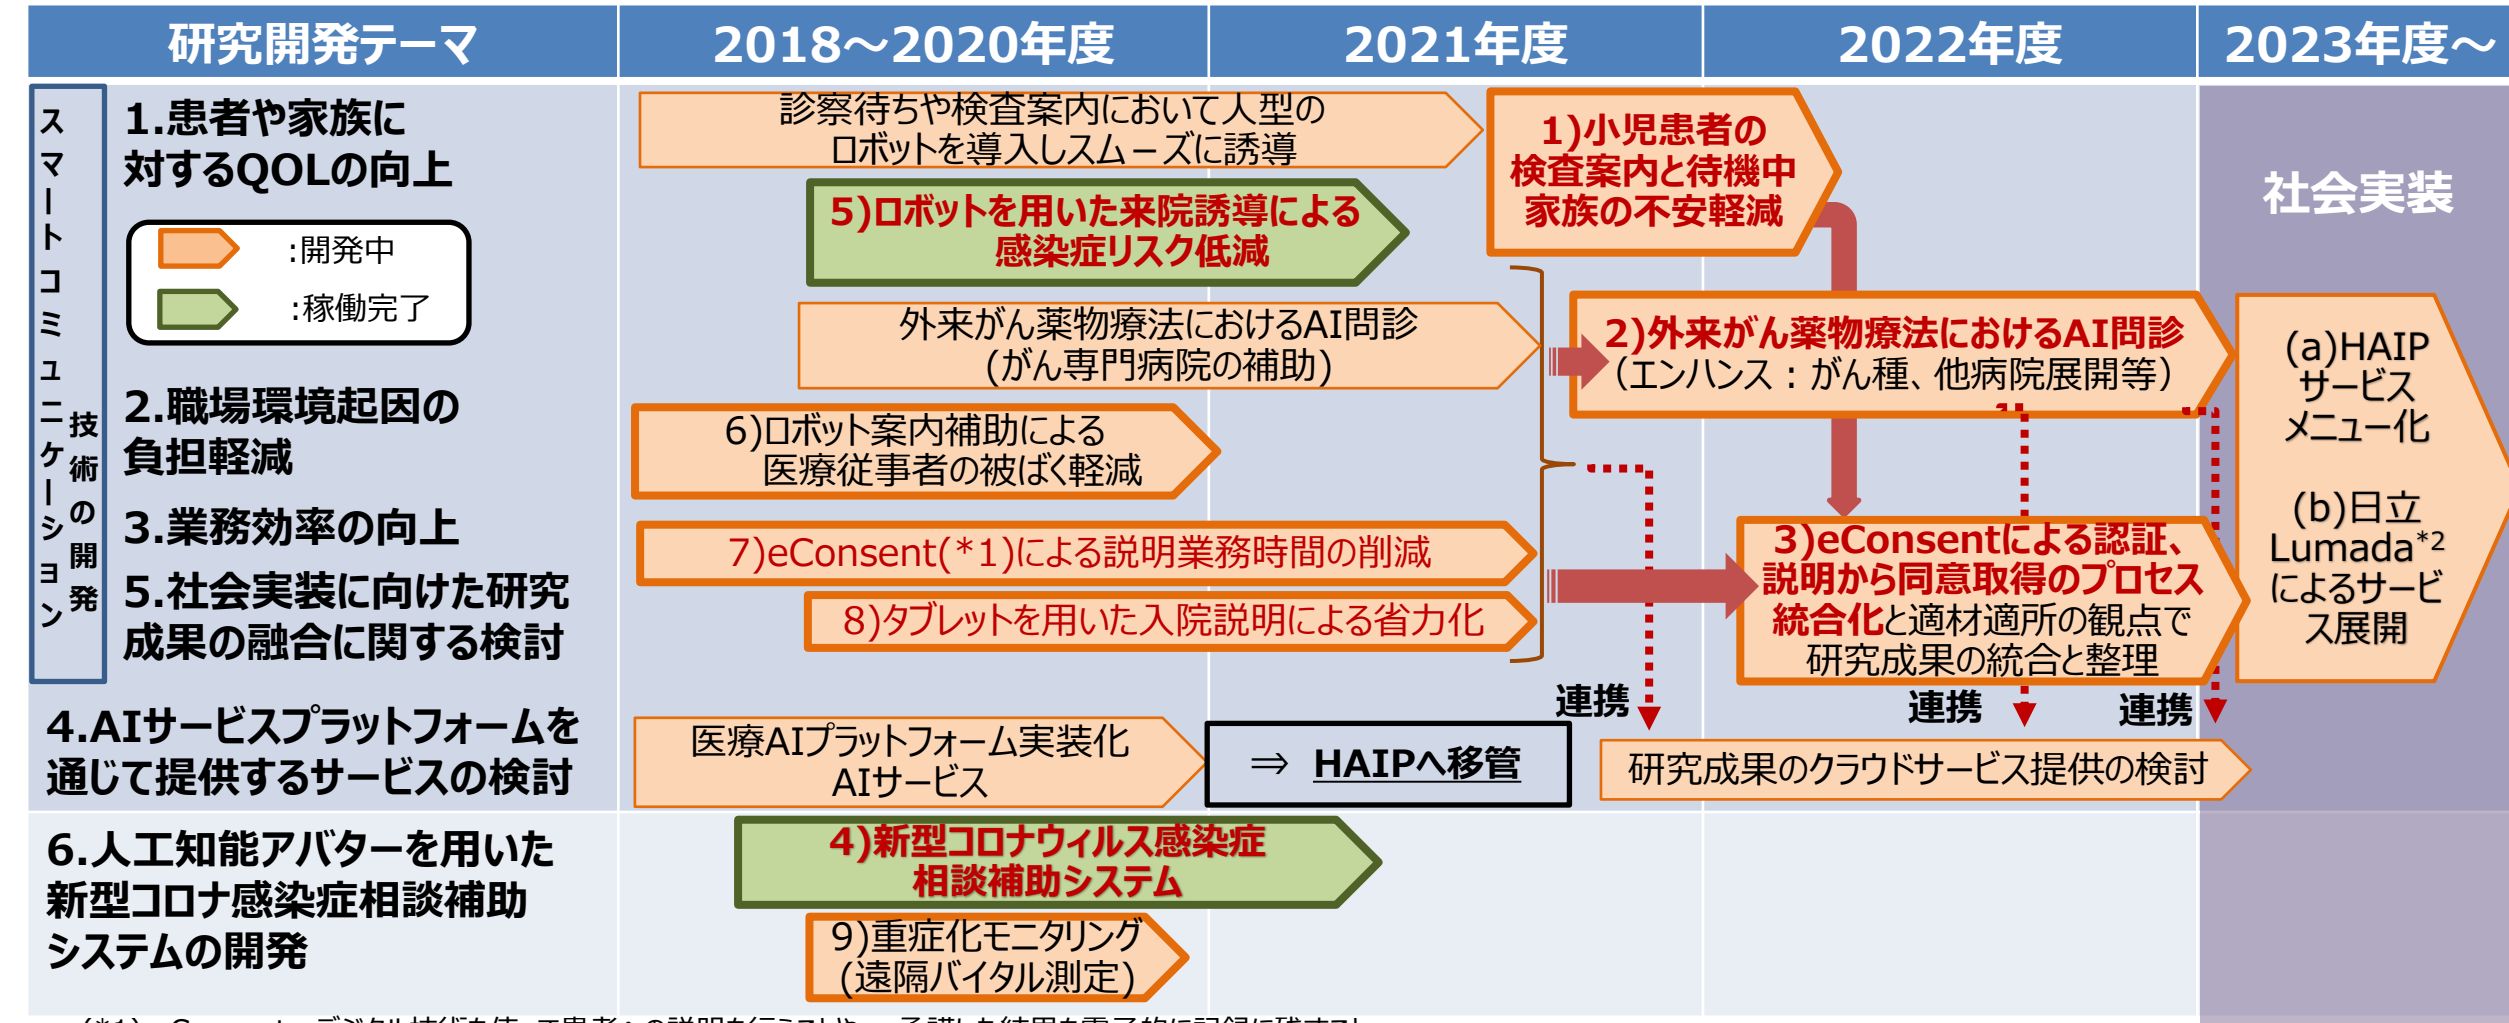 研究開発テーマ
2018～2020年度
2021年度
2022年度
2023年度～
スマートコミュニケーション
技術の開発
1.患者や家族に
対するQOLの向上
:開発中
:稼働完了
2.職場環境起因の
負担軽減
3.業務効率の向上
5.社会実装に向けた研究
成果の融合に関する検討
診察待ちや検査案内において人型の
ロボットを導入しスムーズに誘導
1)小児患者の
検査案内と待機中
家族の不安軽減
5)ロボットを用いた来院誘導による
感染症リスク低減
外来がん薬物療法におけるAI問診
(がん専門病院の補助)
2)外来がん薬物療法におけるAI問診
（エンハンス：がん種、他病院展開等）
6)ロボット案内補助による
医療従事者の被ばく軽減
7)eConsent(*1)による説明業務時間の削減
8)タブレットを用いた入院説明による省力化
3)eConsentによる認証、
説明から同意取得のプロセス
統合化と適材適所の観点で
研究成果の統合と整理
社会実装
(a)HAIP
サービス
メニュー化
(b)日立
Lumada*2
によるサービ
ス展開
4.AIサービスプラットフォームを
通じて提供するサービスの検討
医療AIプラットフォーム実装化
AIサービス
⇒ HAIPへ移管
連携
連携
連携
研究成果のクラウドサービス提供の検討
6.人工知能アバターを用いた
新型コロナ感染症相談補助
システムの開発
4)新型コロナウィルス感染症
相談補助システム
9)重症化モニタリング
(遠隔バイタル測定)